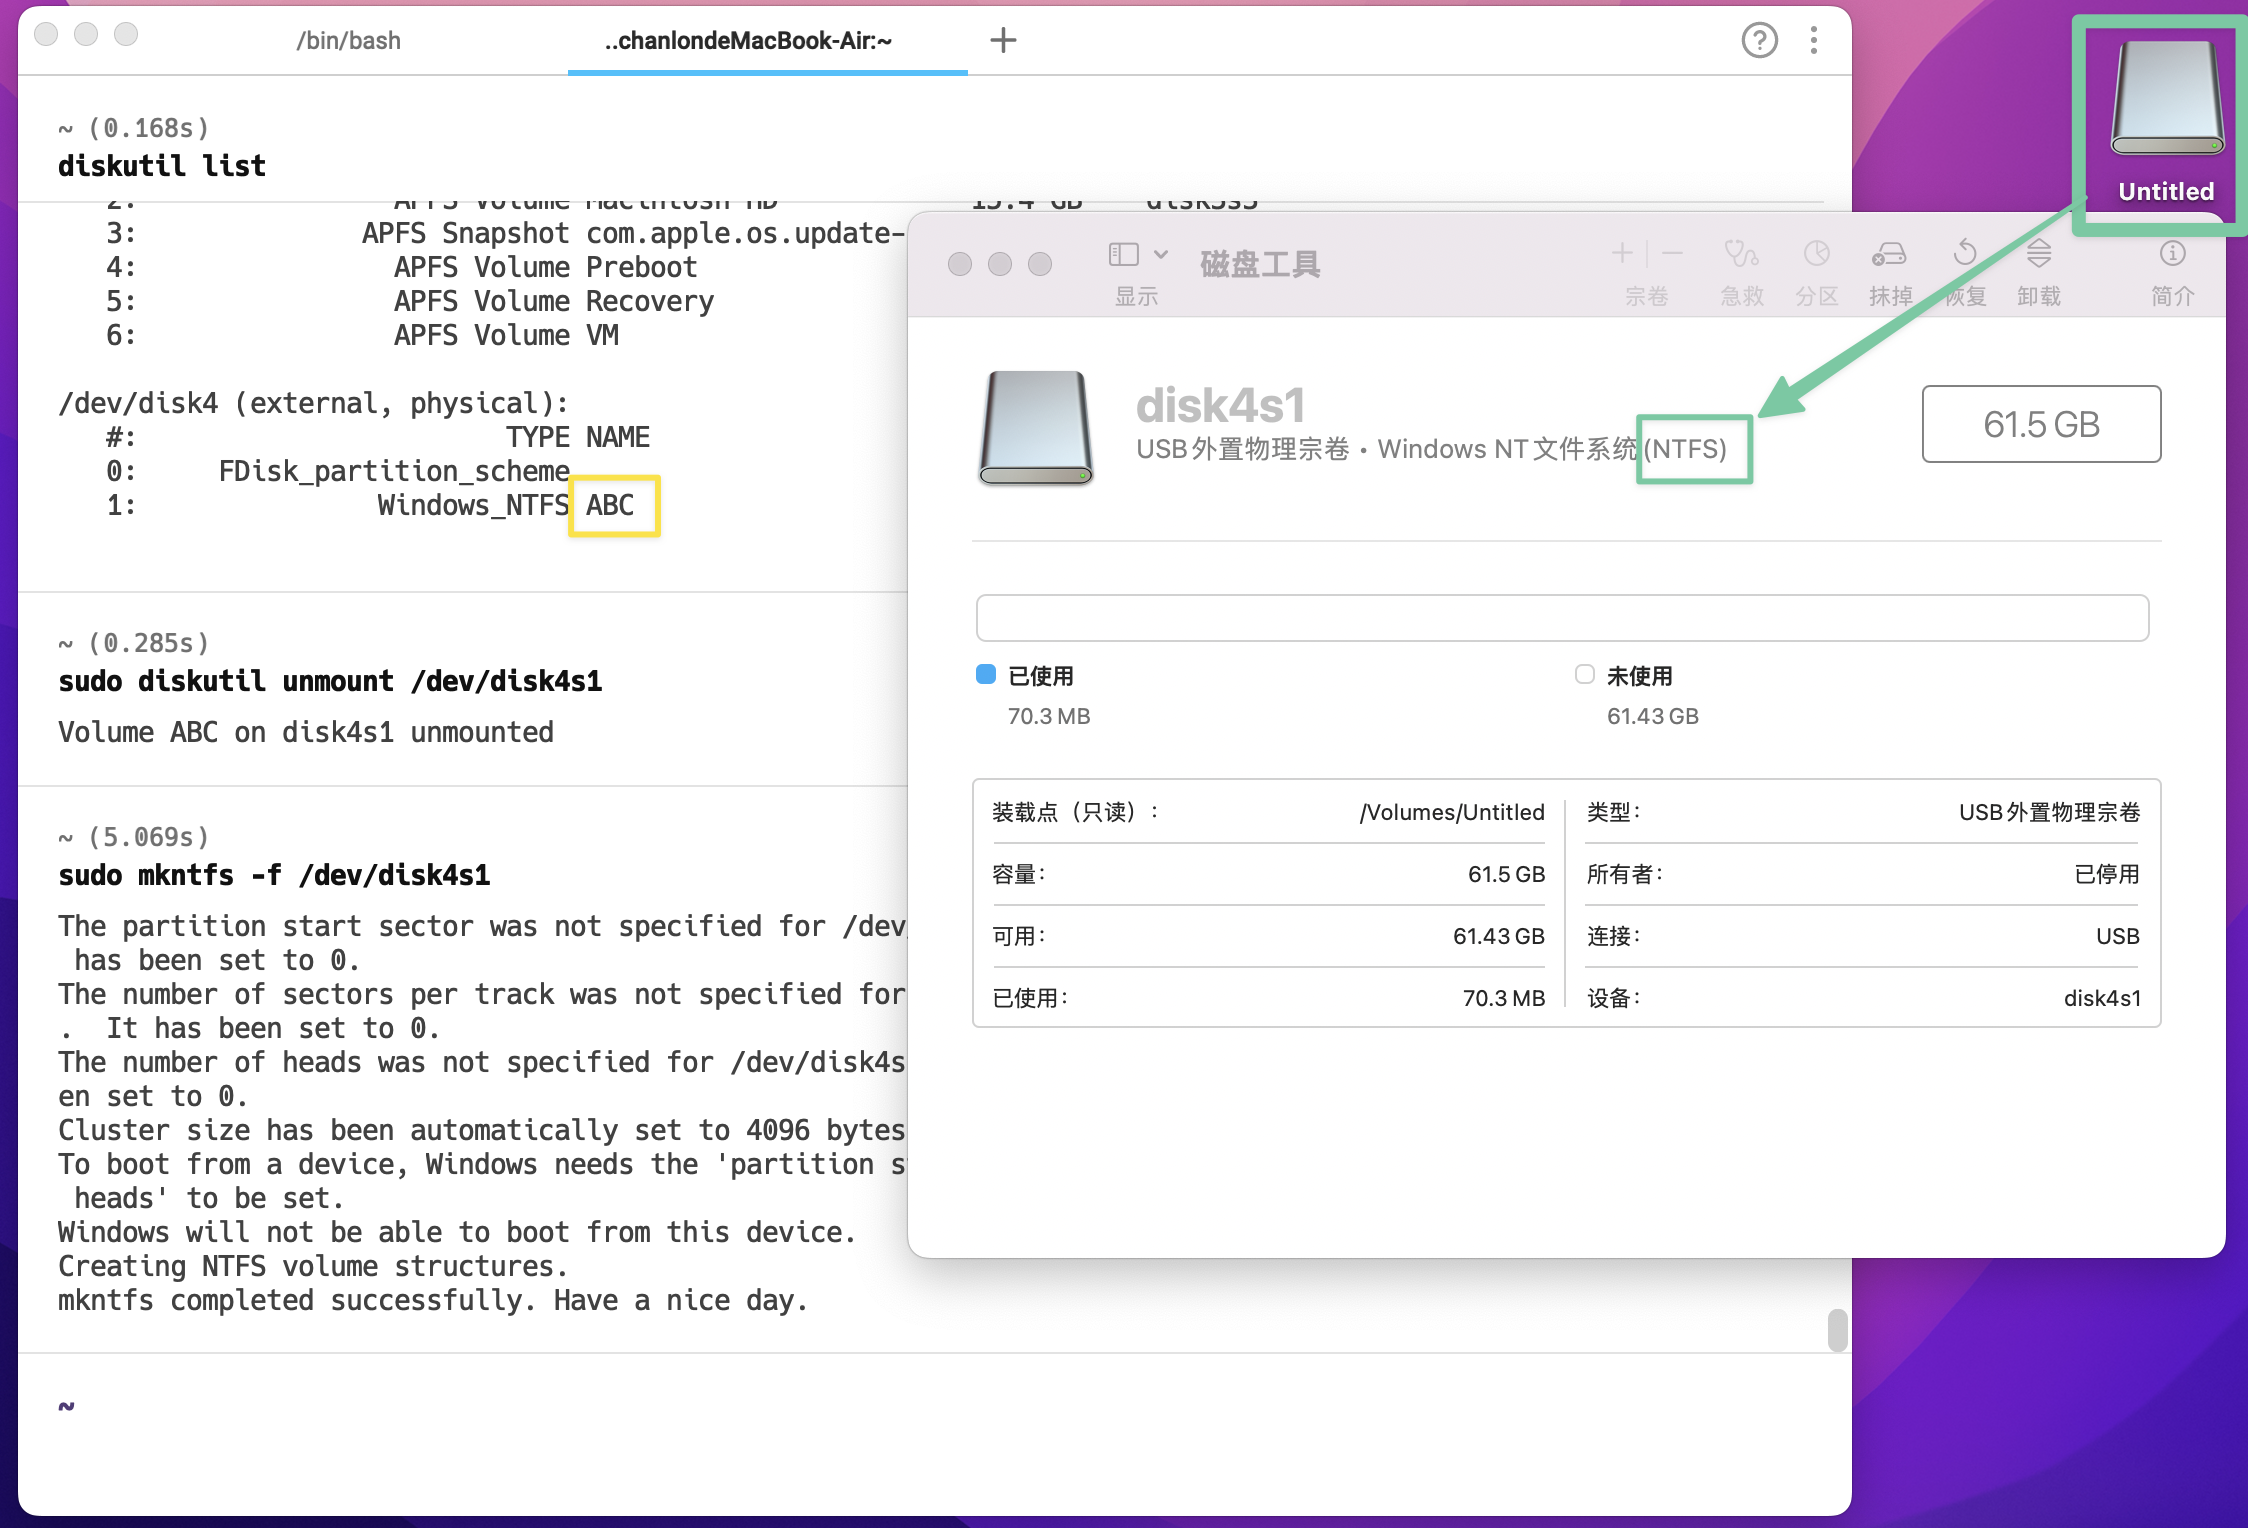 /bin/bash
..chanlondeMacBook-Air:~
~ (0.168s)
diskutil list
2: APFS Volume Macintosh HD 15.4 GB disk3s3
3: APFS Snapshot com.apple.os.update-
4: APFS Volume Preboot
5: APFS Volume Recovery
6: APFS Volume VM
/dev/disk4 (external, physical):
#: TYPE NAME
0: FDisk_partition_scheme
1: Windows_NTFS ABC
~ (0.285s)
sudo diskutil unmount /dev/disk4s1
Volume ABC on disk4s1 unmounted
~ (5.069s)
sudo mkntfs -f /dev/disk4s1
The partition start sector was not specified for /dev/
has been set to 0.
The number of sectors per track was not specified for
. It has been set to 0.
The number of heads was not specified for /dev/disk4s
en set to 0.
Cluster size has been automatically set to 4096 bytes
To boot from a device, Windows needs the 'partition s
heads' to be set.
Windows will not be able to boot from this device.
Creating NTFS volume structures.
mkntfs completed successfully. Have a nice day.
~
Untitled
显示
磁盘工具
宗卷
急救
分区
抹掉
恢复
卸载
简介
disk4s1
USB外置物理宗卷 • Windows NT文件系统(NTFS)
61.5 GB
已使用
70.3 MB
未使用
61.43 GB
装载点（只读）: /Volumes/Untitled
类型: USB外置物理宗卷
容量: 61.5 GB
所有者: 已停用
可用: 61.43 GB
连接: USB
已使用: 70.3 MB
设备: disk4s1